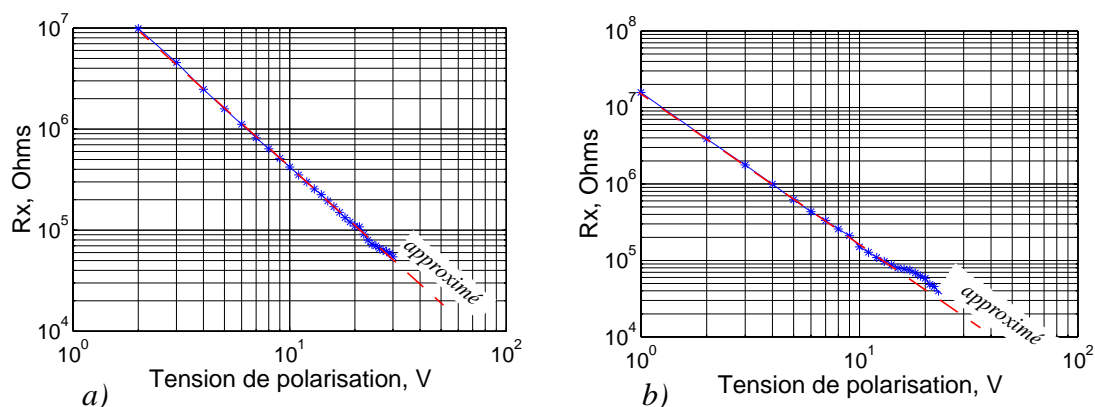 10^7
10^6
10^5
10^4
10^0
10^1
10^2
Rx, Ohms
Tension de polarisation, V
approximé
a)
10^8
10^7
10^6
10^5
10^4
10^0
10^1
10^2
Rx, Ohms
Tension de polarisation, V
approximé
b)